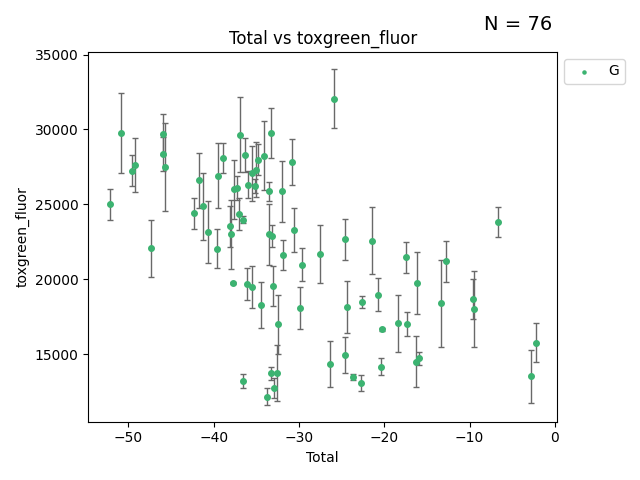 N = 76
Total vs toxgreen_fluor
G
toxgreen_fluor
35000
30000
25000
20000
15000
−50 −40 −30 −20 −10 0
Total